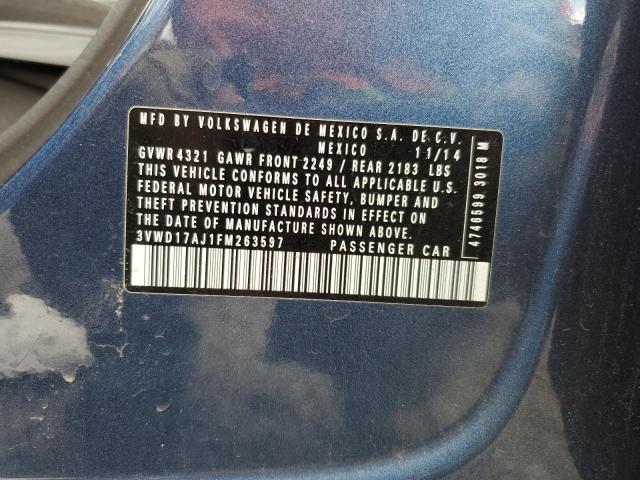 MFD BY VOLKSWAGEN DE MEXICO S.A. DE C.V.
MEXICO 11/14
GVWR 4321 GAWR FRONT 2249 / REAR 2183 LBS
THIS VEHICLE CONFORMS TO ALL APPLICABLE U.S.
FEDERAL MOTOR VEHICLE SAFETY, BUMPER AND
THEFT PREVENTION STANDARDS IN EFFECT ON
THE DATE OF MANUFACTURE SHOWN ABOVE.
3VWD17AJ1FM263597 PASSENGER CAR
4746599 3018 M